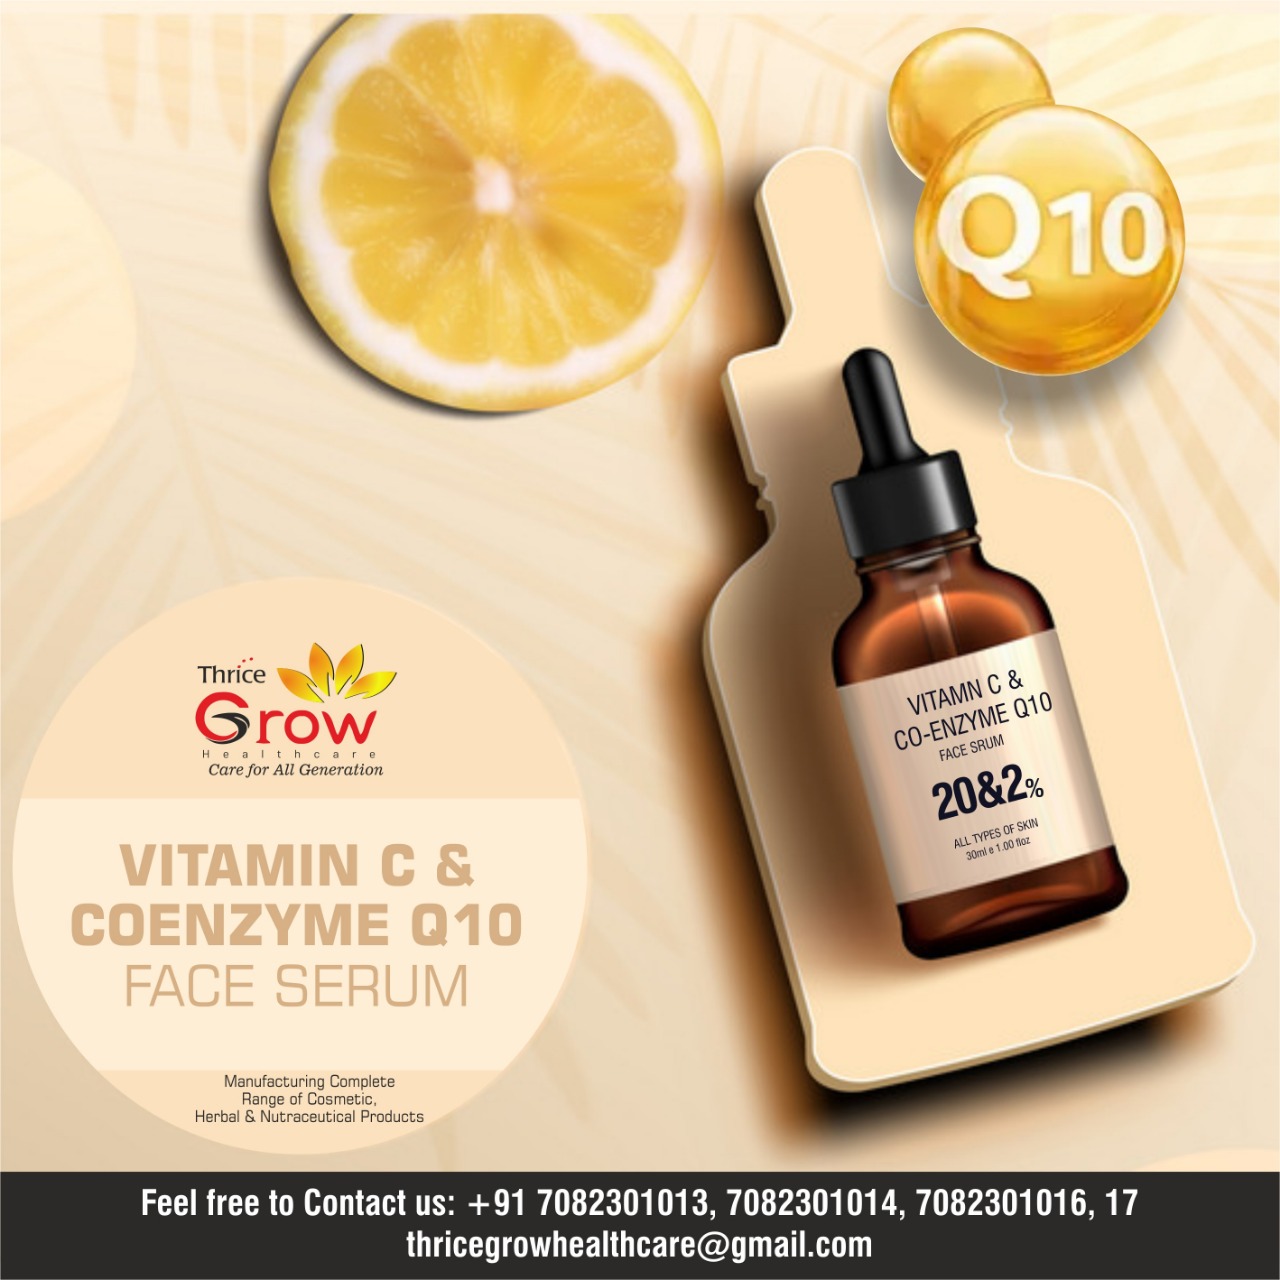 Q10
VITAMN C &
CO-ENZYME Q10
FACE SRUM
20&2%
ALL TYPES OF SKIN
30ml e 1.00 floz
Thrice
Grow
Healthcare
Care for All Generation
VITAMIN C &
COENZYME Q10
FACE SERUM
Manufacturing Complete
Range of Cosmetic,
Herbal & Nutraceutical Products
Feel free to Contact us: +91 7082301013, 7082301014, 7082301016, 17
thricegrowhealthcare@gmail.com